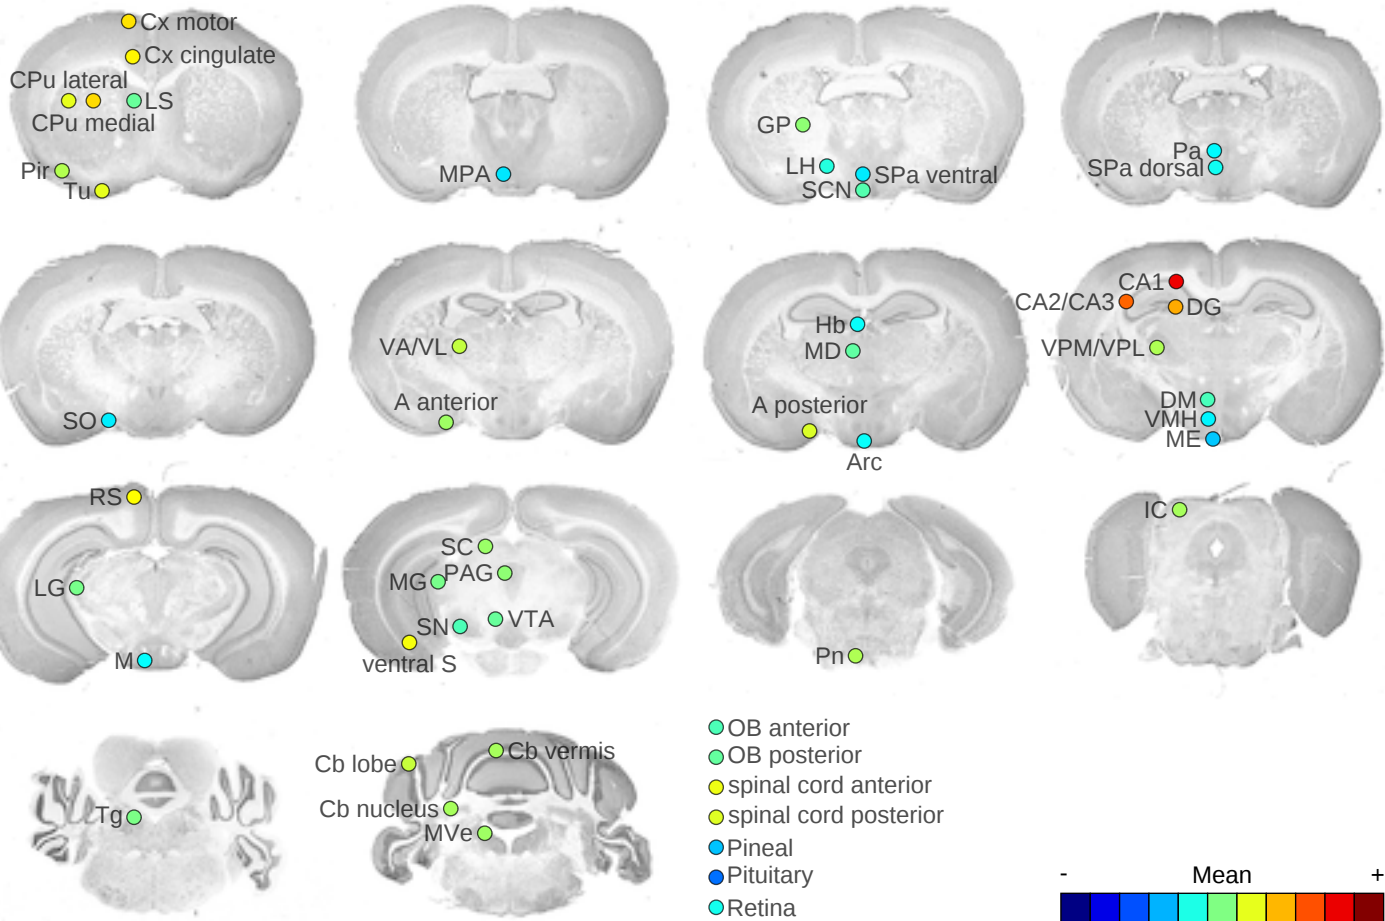 Cx motor
Cx cingulate
CPu lateral
LS
CPu medial
Pir
Tu
MPA
GP
LH
SPa ventral
SCN
Pa
SPa dorsal
SO
VA/VL
A anterior
Hb
MD
A posterior
Arc
CA1
CA2/CA3
DG
VPM/VPL
DM
VMH
ME
RS
LG
M
SC
PAG
MG
VTA
SN
ventral S
Pn
IC
Tg
Cb vermis
Cb lobe
Cb nucleus
MVe
OB anterior
OB posterior
spinal cord anterior
spinal cord posterior
Pineal
Pituitary
Retina
- Mean +